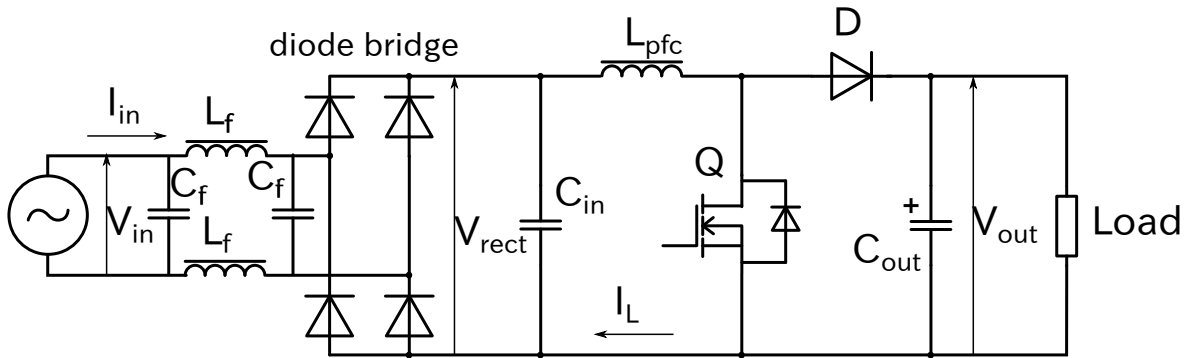 diode bridge
L_pfc
D
I_in
L_f
C_f
C_f
Q
C_in
V_in
V_rect
+
V_out
Load
L_f
C_out
I_L